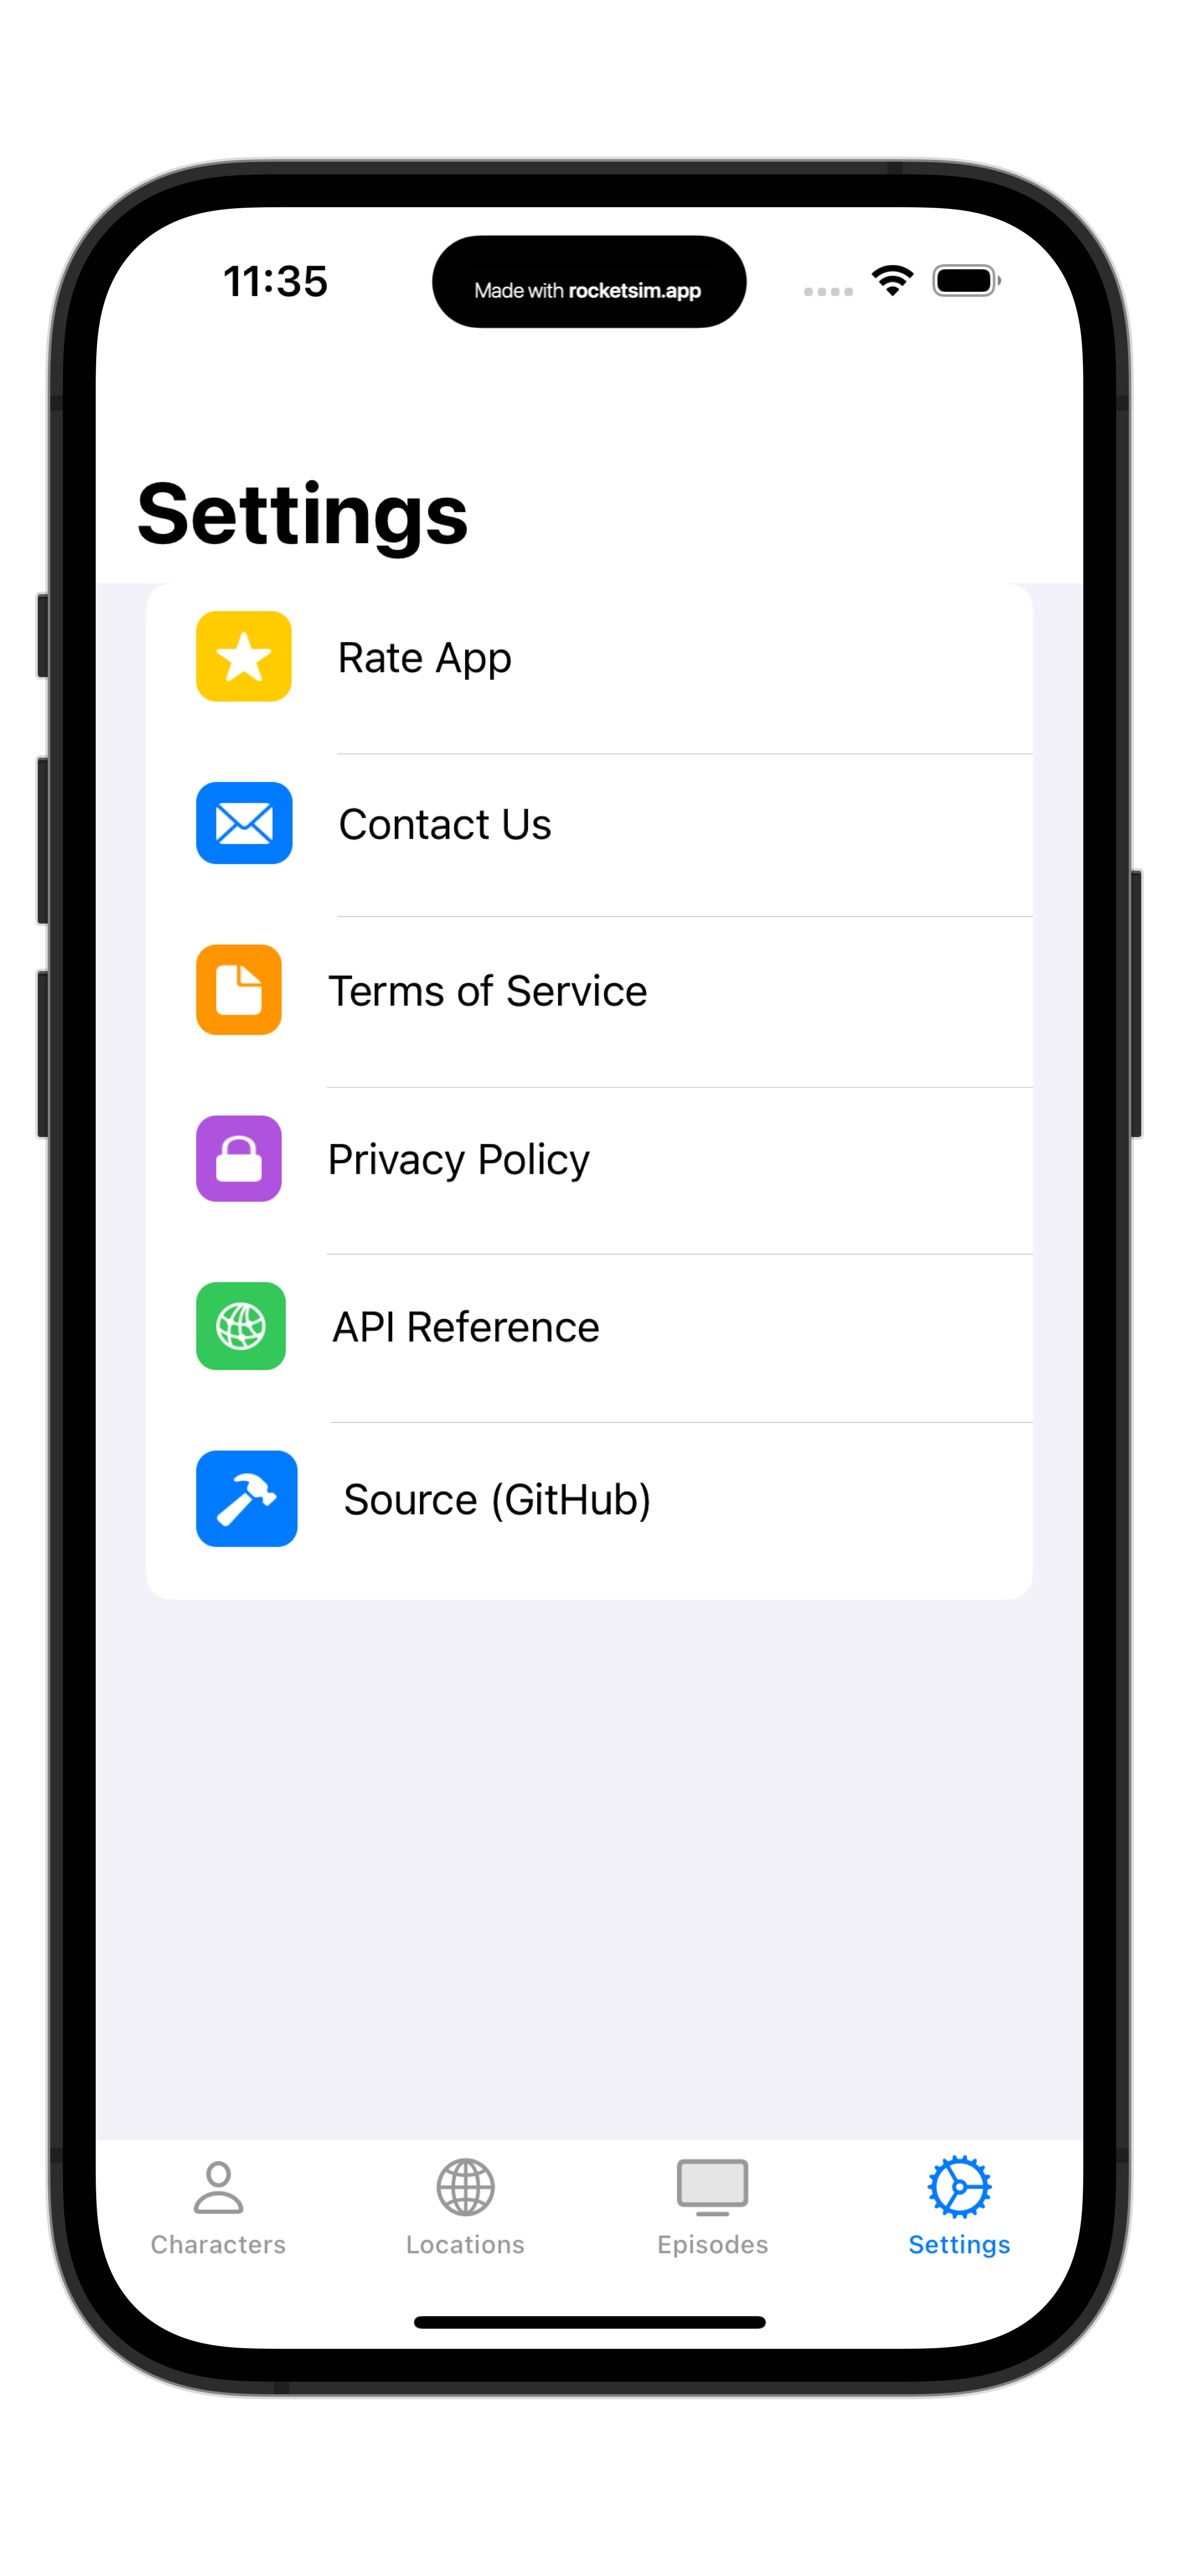 11:35
Made with rocketsim.app
Settings
Rate App
Contact Us
Terms of Service
Privacy Policy
API Reference
Source (GitHub)
Characters
Locations
Episodes
Settings